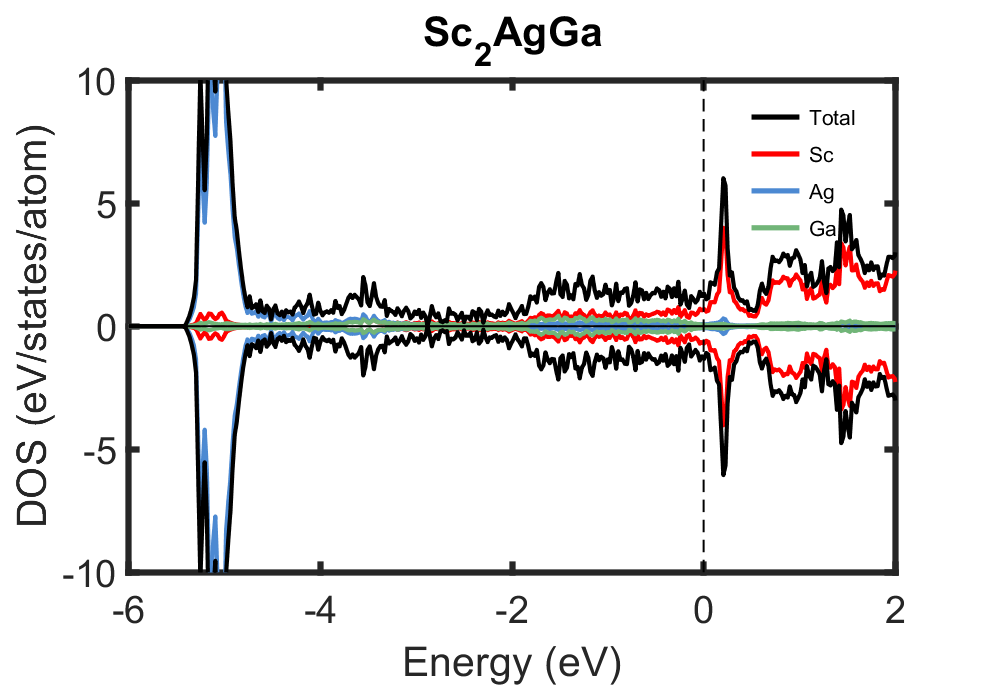 Sc₂AgGa
10
5
0
-5
-10
DOS (eV/states/atom)
Total
Sc
Ag
Ga
-6
-4
-2
0
2
Energy (eV)